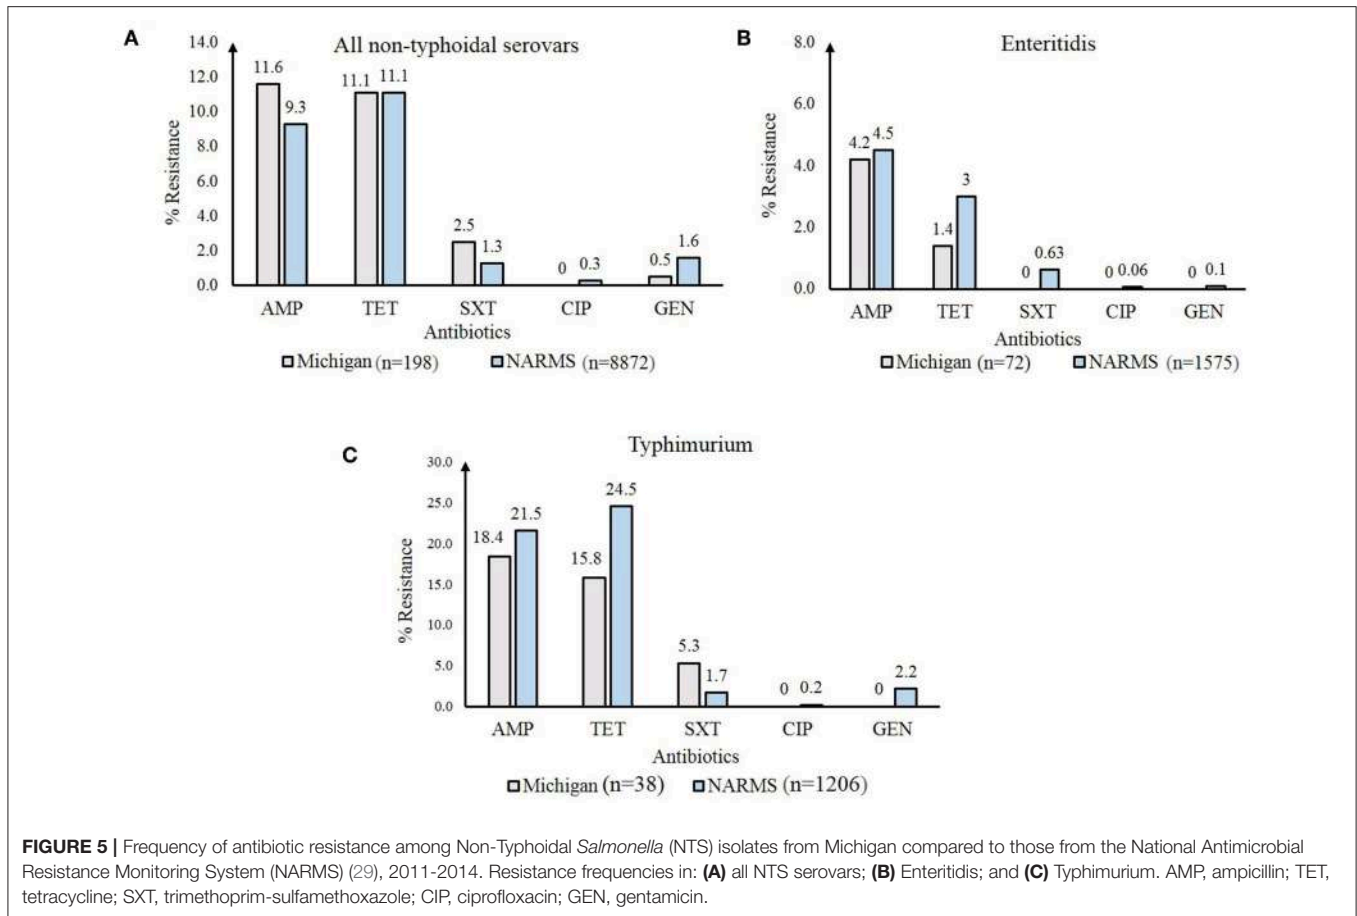 A
All non-typhoidal serovars
% Resistance
14.0
12.0
10.0
8.0
6.0
4.0
2.0
0.0
11.6
9.3
11.1
11.1
2.5
1.3
0
0.3
0.5
1.6
AMP TET SXT CIP GEN
Antibiotics
Michigan (n=198) NARMS (n=8872)
B
Enteritidis
% Resistance
8.0
6.0
4.0
2.0
0.0
4.2
4.5
1.4
3
0
0.63
0
0.06
0
0.1
AMP TET SXT CIP GEN
Antibiotics
Michigan (n=72) NARMS (n=1575)
C
Typhimurium
% Resistance
30.0
25.0
20.0
15.0
10.0
5.0
0.0
18.4
21.5
15.8
24.5
5.3
1.7
0
0.2
0
2.2
AMP TET SXT CIP GEN
Antibiotics
Michigan (n=38) NARMS (n=1206)
FIGURE 5 | Frequency of antibiotic resistance among Non-Typhoidal Salmonella (NTS) isolates from Michigan compared to those from the National Antimicrobial
Resistance Monitoring System (NARMS) (29), 2011-2014. Resistance frequencies in: (A) all NTS serovars; (B) Enteritidis; and (C) Typhimurium. AMP, ampicillin; TET,
tetracycline; SXT, trimethoprim-sulfamethoxazole; CIP, ciprofloxacin; GEN, gentamicin.